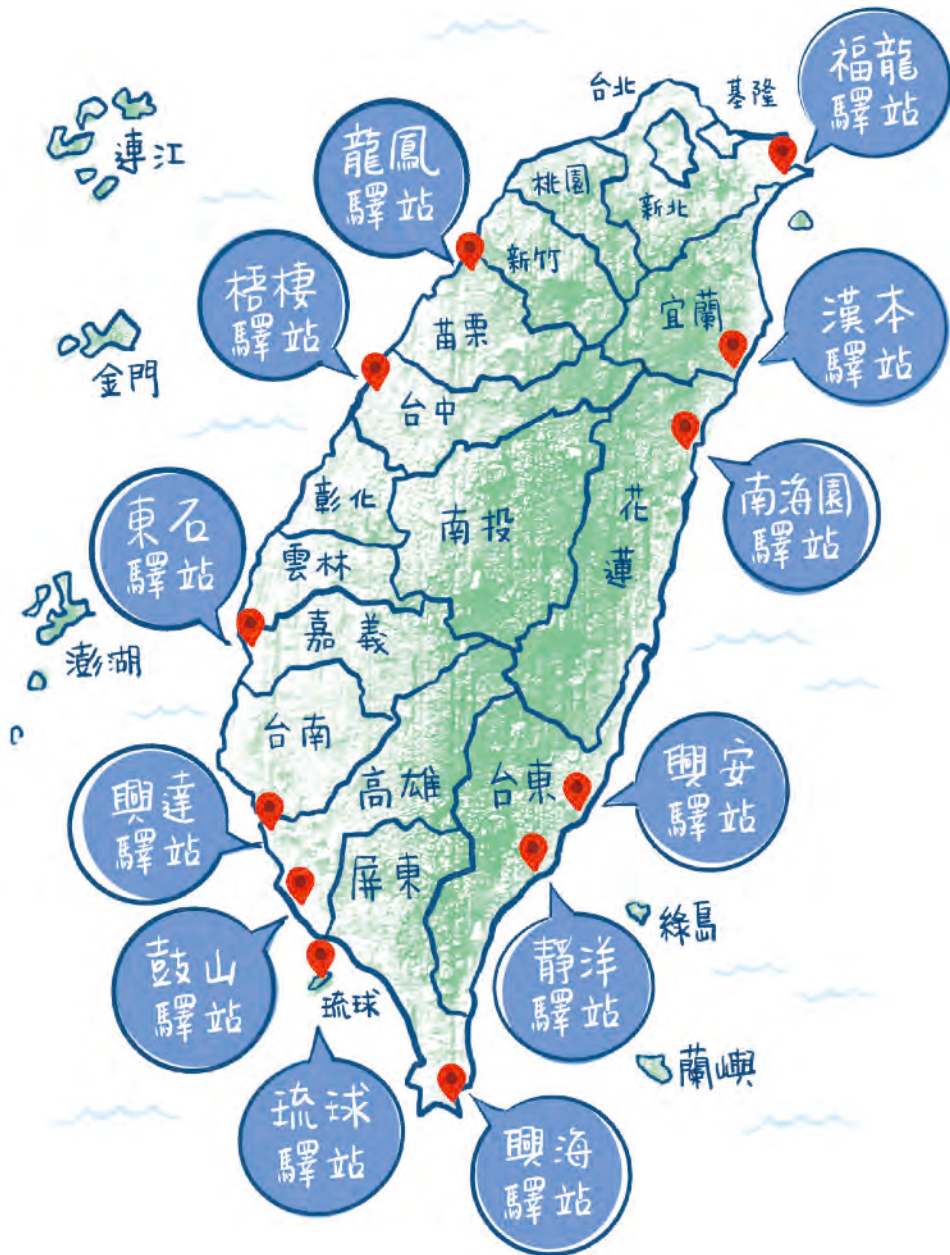 福龍
驛站
台北
基隆
連江
龍鳳
驛站
桃園
新北
新竹
梧棲
驛站
宜蘭
漢本
驛站
苗栗
金門
台中
南海園
驛站
東石
驛站
彰化
南投
花
蓮
雲林
嘉義
澎湖
台南
高雄
台東
興安
驛站
興達
驛站
屏東
綠島
鼓山
驛站
靜洋
驛站
琉球
蘭嶼
琉球
驛站
興海
驛站